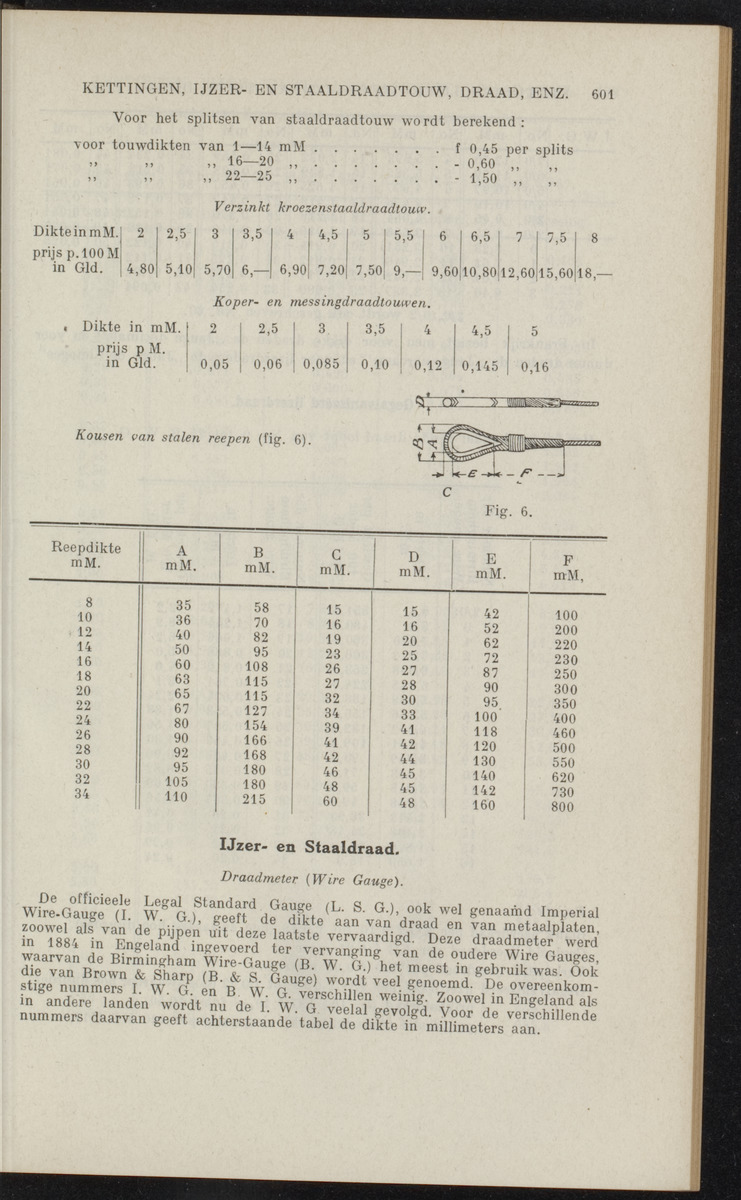 KETTINGEN, IJZER- EN STAALDRAADTOUW, DRAAD, ENZ. 601
Voor het splitsen van staaldraadtouw wordt berekend :
voor touwdikten van 1—14 mM . . . . . . . f 0,45 per splits
„ „ „ 16—20 „ . . . . . . . - 0,60 „ „
„ „ „ 22—25 „ . . . . . . . - 1,50 „ „
Verzinkt kroezenstaaldraadtouw.
Dikte in mM. 2 2,5 3 3,5 4 4,5 5 5,5 6 6,5 7 7,5 8
prijs p. 100 M
in Gld. 4,80 5,10 5,70 6,— 6,90 7,20 7,50 9,— 9,60 10,80 12,60 15,60 18,—
Koper- en messingdraadtouwen.
Dikte in mM. 2 2,5 3 3,5 4 4,5 5
prijs p M.
in Gld. 0,05 0,06 0,085 0,10 0,12 0,145 0,16
D
Kousen van stalen reepen (fig. 6).
B A
E F
C
Fig. 6.
Reepdikte A B C D E F
mM. mM. mM. mM. mM. mM. mM,
8 35 58 15 15 42 100
10 36 70 16 16 52 200
12 40 82 19 20 62 220
14 50 95 23 25 72 230
16 60 108 26 27 87 250
18 63 115 27 28 90 300
20 65 115 32 30 95 350
22 67 127 34 33 100 400
24 80 154 39 41 118 460
26 90 166 41 42 120 500
28 92 168 42 44 130 550
30 95 180 46 45 140 620
32 105 180 48 45 142 730
34 110 215 60 48 160 800
IJzer- en Staaldraad.
Draadmeter (Wire Gauge).
De officieele Legal Standard Gauge (L. S. G.), ook wel genaamd Imperial
Wire-Gauge (I. W. G.), geeft de dikte aan van draad en van metaalplaten,
zoowel als van de pijpen uit deze laatste vervaardigd. Deze draadmeter werd
in 1884 in Engeland ingevoerd ter vervanging van de oudere Wire Gauges,
waarvan de Birmingham Wire-Gauge (B. W. G.) het meest in gebruik was. Ook
die van Brown & Sharp (B. & S. Gauge) wordt veel genoemd. De overeenkom-
stige nummers I. W. G. en B. W. G. verschillen weinig. Zoowel in Engeland als
in andere landen wordt nu de I. W. G. veelal gevolgd. Voor de verschillende
nummers daarvan geeft achterstaande tabel de dikte in millimeters aan.